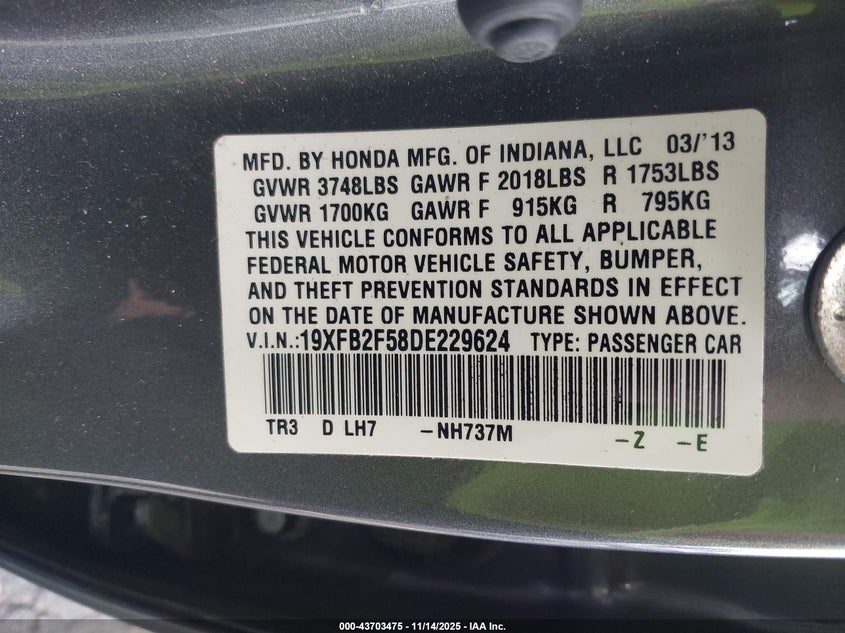 MFD. BY HONDA MFG. OF INDIANA, LLC 03/'13
GVWR 3748LBS GAWR F 2018LBS R 1753LBS
GVWR 1700KG GAWR F 915KG R 795KG
THIS VEHICLE CONFORMS TO ALL APPLICABLE
FEDERAL MOTOR VEHICLE SAFETY, BUMPER,
AND THEFT PREVENTION STANDARDS IN EFFECT
ON THE DATE OF MANUFACTURE SHOWN ABOVE.
V.I.N.:19XFB2F58DE229624 TYPE: PASSENGER CAR
TR3 D LH7 -NH737M -Z -E
000-43703475 - 11/14/2025 - IAA Inc.